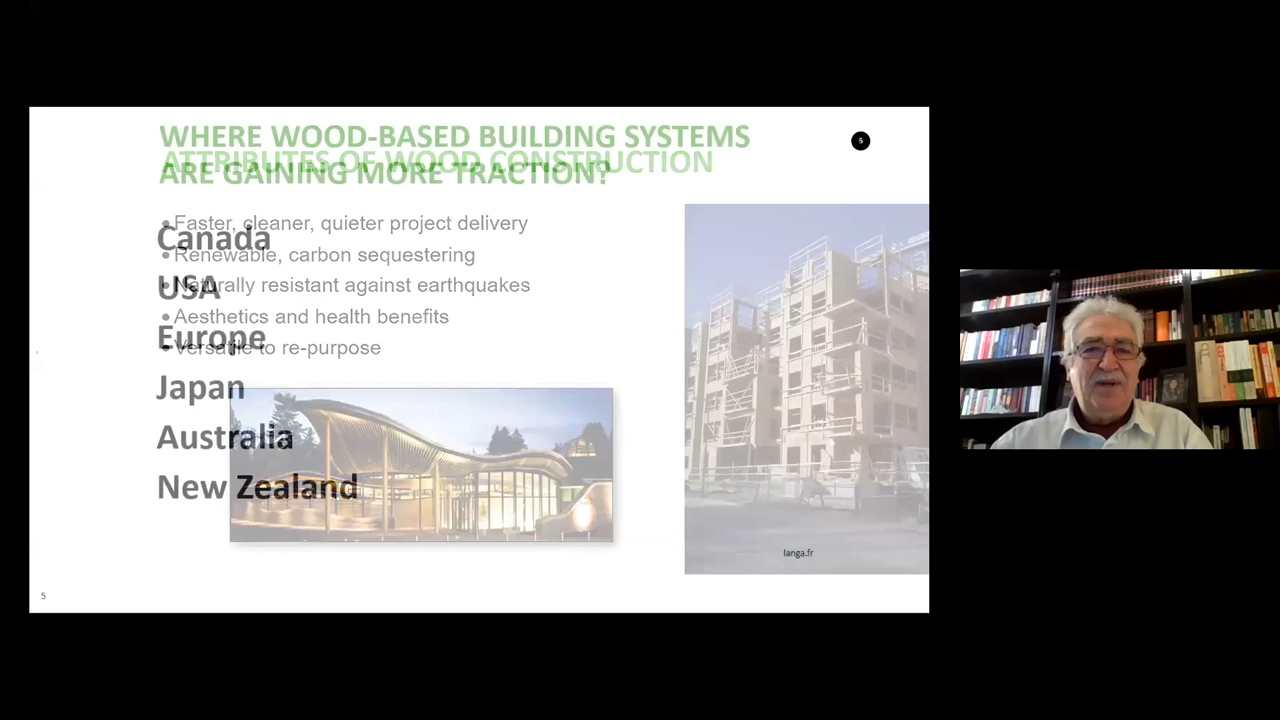 WHERE WOOD-BASED BUILDING SYSTEMS
ARE GAINING MORE TRACTION?
ATTRIBUTES OF WOOD CONSTRUCTION
5
• Faster, cleaner, quieter project delivery
• Renewable, carbon sequestering
• Naturally resistant against earthquakes
• Aesthetics and health benefits
• Versatile to re-purpose
Canada
USA
Europe
Japan
Australia
New Zealand
langa.fr
5